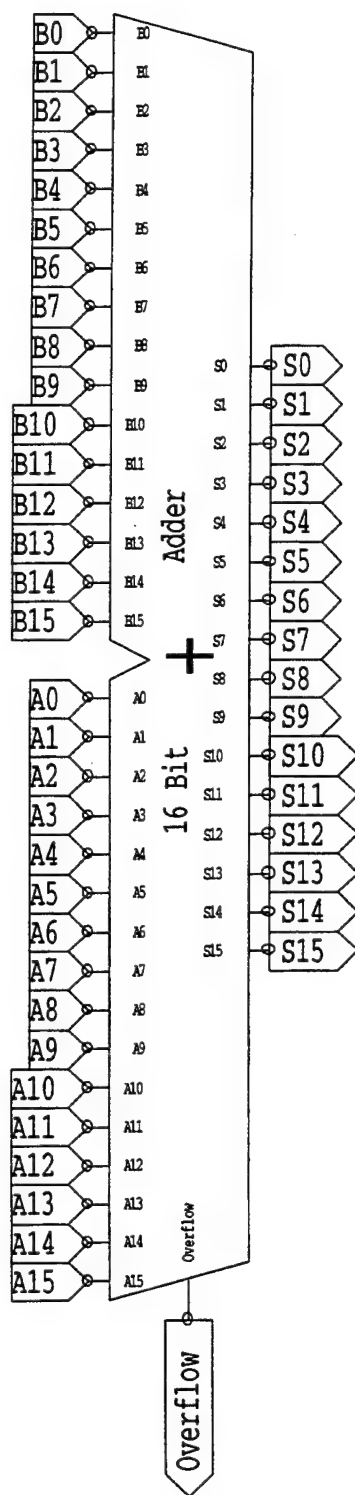 B0 B0
B1 B1
B2 B2
B3 B3
B4 B4
B5 B5
B6 B6
B7 B7
B8 B8
B9 B9
B10 B10
B11 B11
B12 B12
B13 B13
B14 B14
B15 B15
A0 A0
A1 A1
A2 A2
A3 A3
A4 A4
A5 A5
A6 A6
A7 A7
A8 A8
A9 A9
A10 A10
A11 A11
A12 A12
A13 A13
A14 A14
A15 A15
16 Bit + Adder
S0 S0
S1 S1
S2 S2
S3 S3
S4 S4
S5 S5
S6 S6
S7 S7
S8 S8
S9 S9
S10 S10
S11 S11
S12 S12
S13 S13
S14 S14
S15 S15
Overflow
Overflow